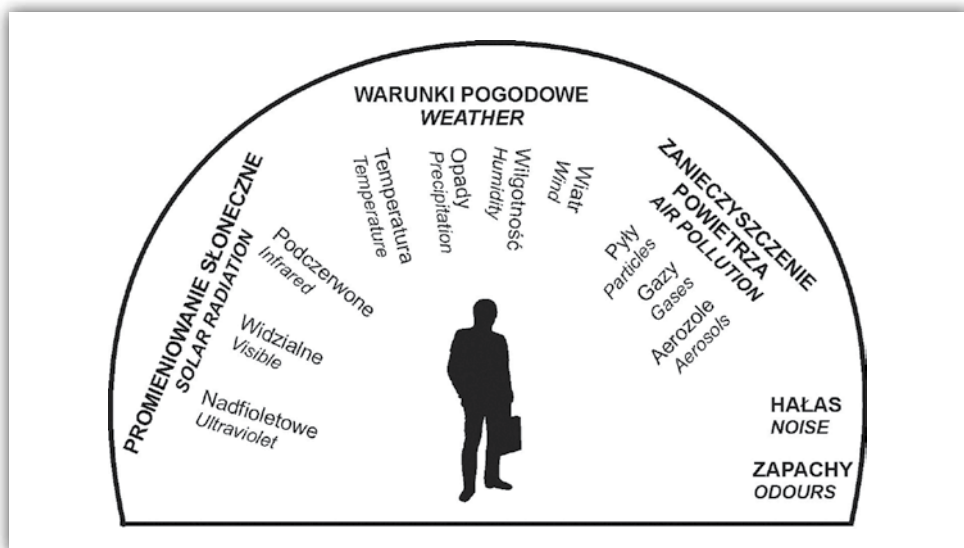 PROMIENIOWANIE SŁONECZNE
SOLAR RADIATION
Podczerwone
Infrared
Widzialne
Visible
Nadfioletowe
Ultraviolet
WARUNKI POGODOWE
WEATHER
Temperatura
Temperature
Opady
Precipitation
Wilgotność
Humidity
Wiatr
Wind
ZANIECZYSZCZENIE
POWIETRZA
AIR POLLUTION
Pyły
Particles
Gazy
Gases
Aerozole
Aerosols
HAŁAS
NOISE
ZAPACHY
ODOURS